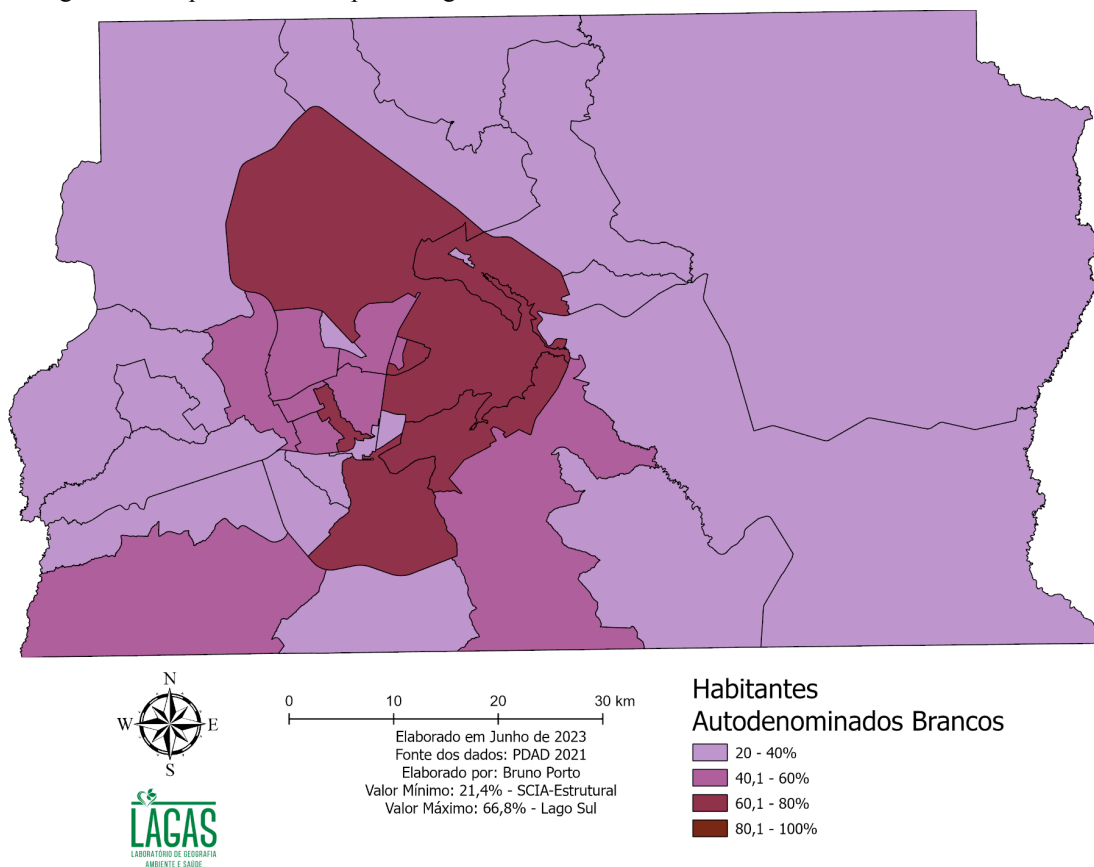 N
W E
S
LAGAS
LABORATÓRIO DE GEOGRAFIA
AMBIENTE E SAÚDE
0 10 20 30 km
Elaborado em Junho de 2023
Fonte dos dados: PDAD 2021
Elaborado por: Bruno Porto
Valor Mínimo: 21,4% - SCIA-Estrutural
Valor Máximo: 66,8% - Lago Sul
Habitantes
Autodenominados Brancos
20 - 40%
40,1 - 60%
60,1 - 80%
80,1 - 100%